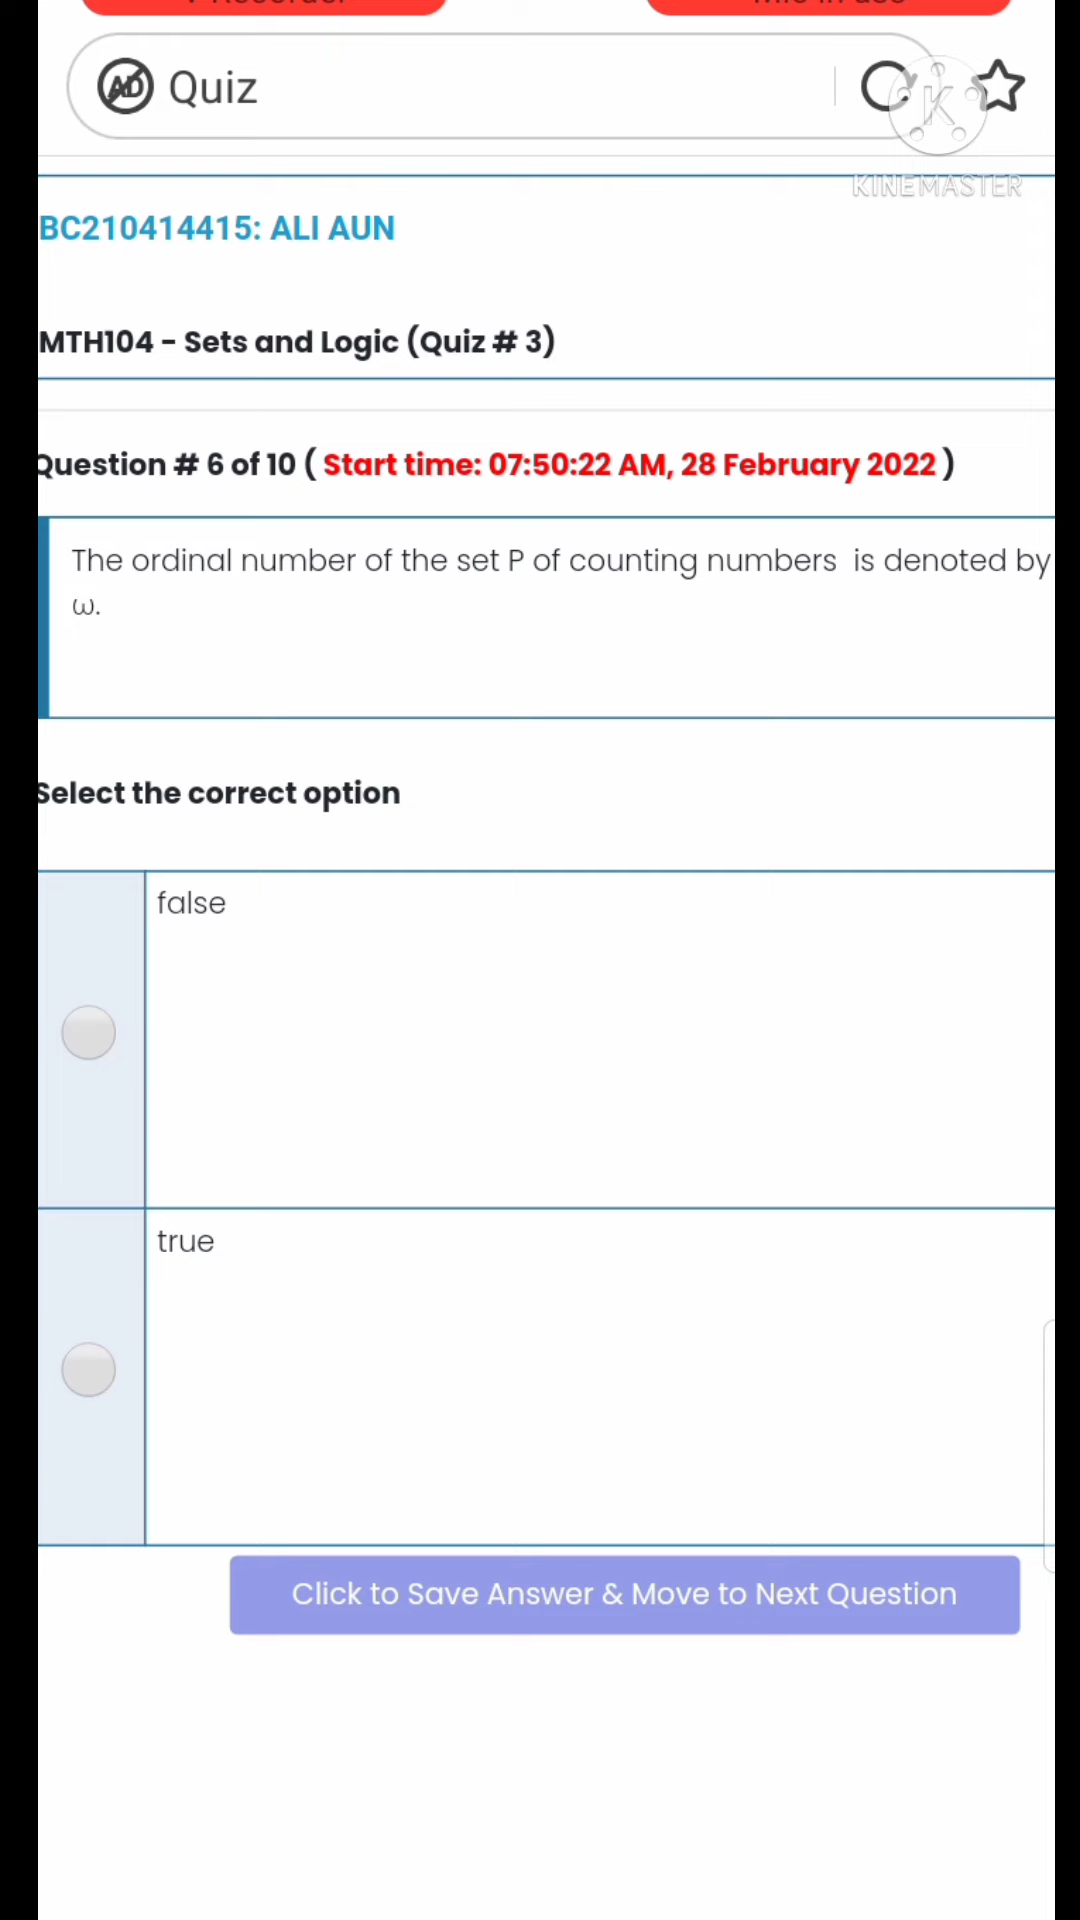 Quiz
KINEMASTER
BC210414415: ALI AUN
MTH104 - Sets and Logic (Quiz # 3)
Question # 6 of 10 ( Start time: 07:50:22 AM, 28 February 2022 )
The ordinal number of the set P of counting numbers is denoted by
ω.
Select the correct option
false
true
Click to Save Answer & Move to Next Question